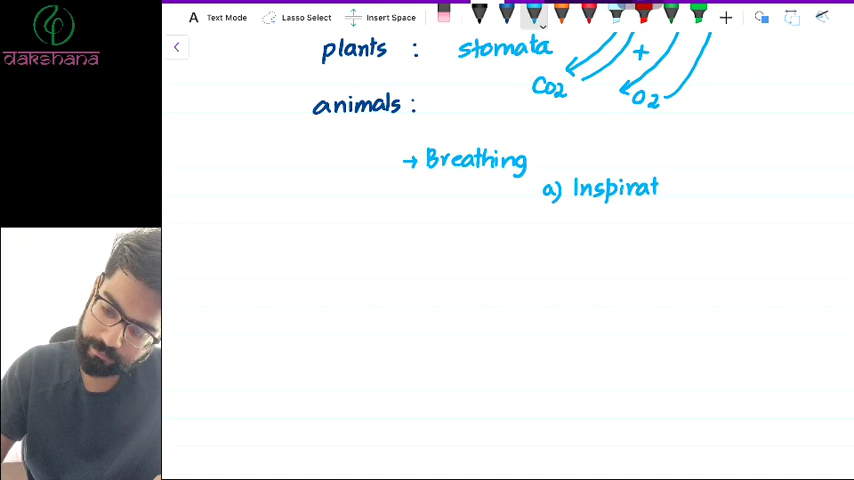 dakshana
Text Mode
Lasso Select
Insert Space
plants : stomata
+
CO2
O2
animals :
→ Breathing
a) Inspirat